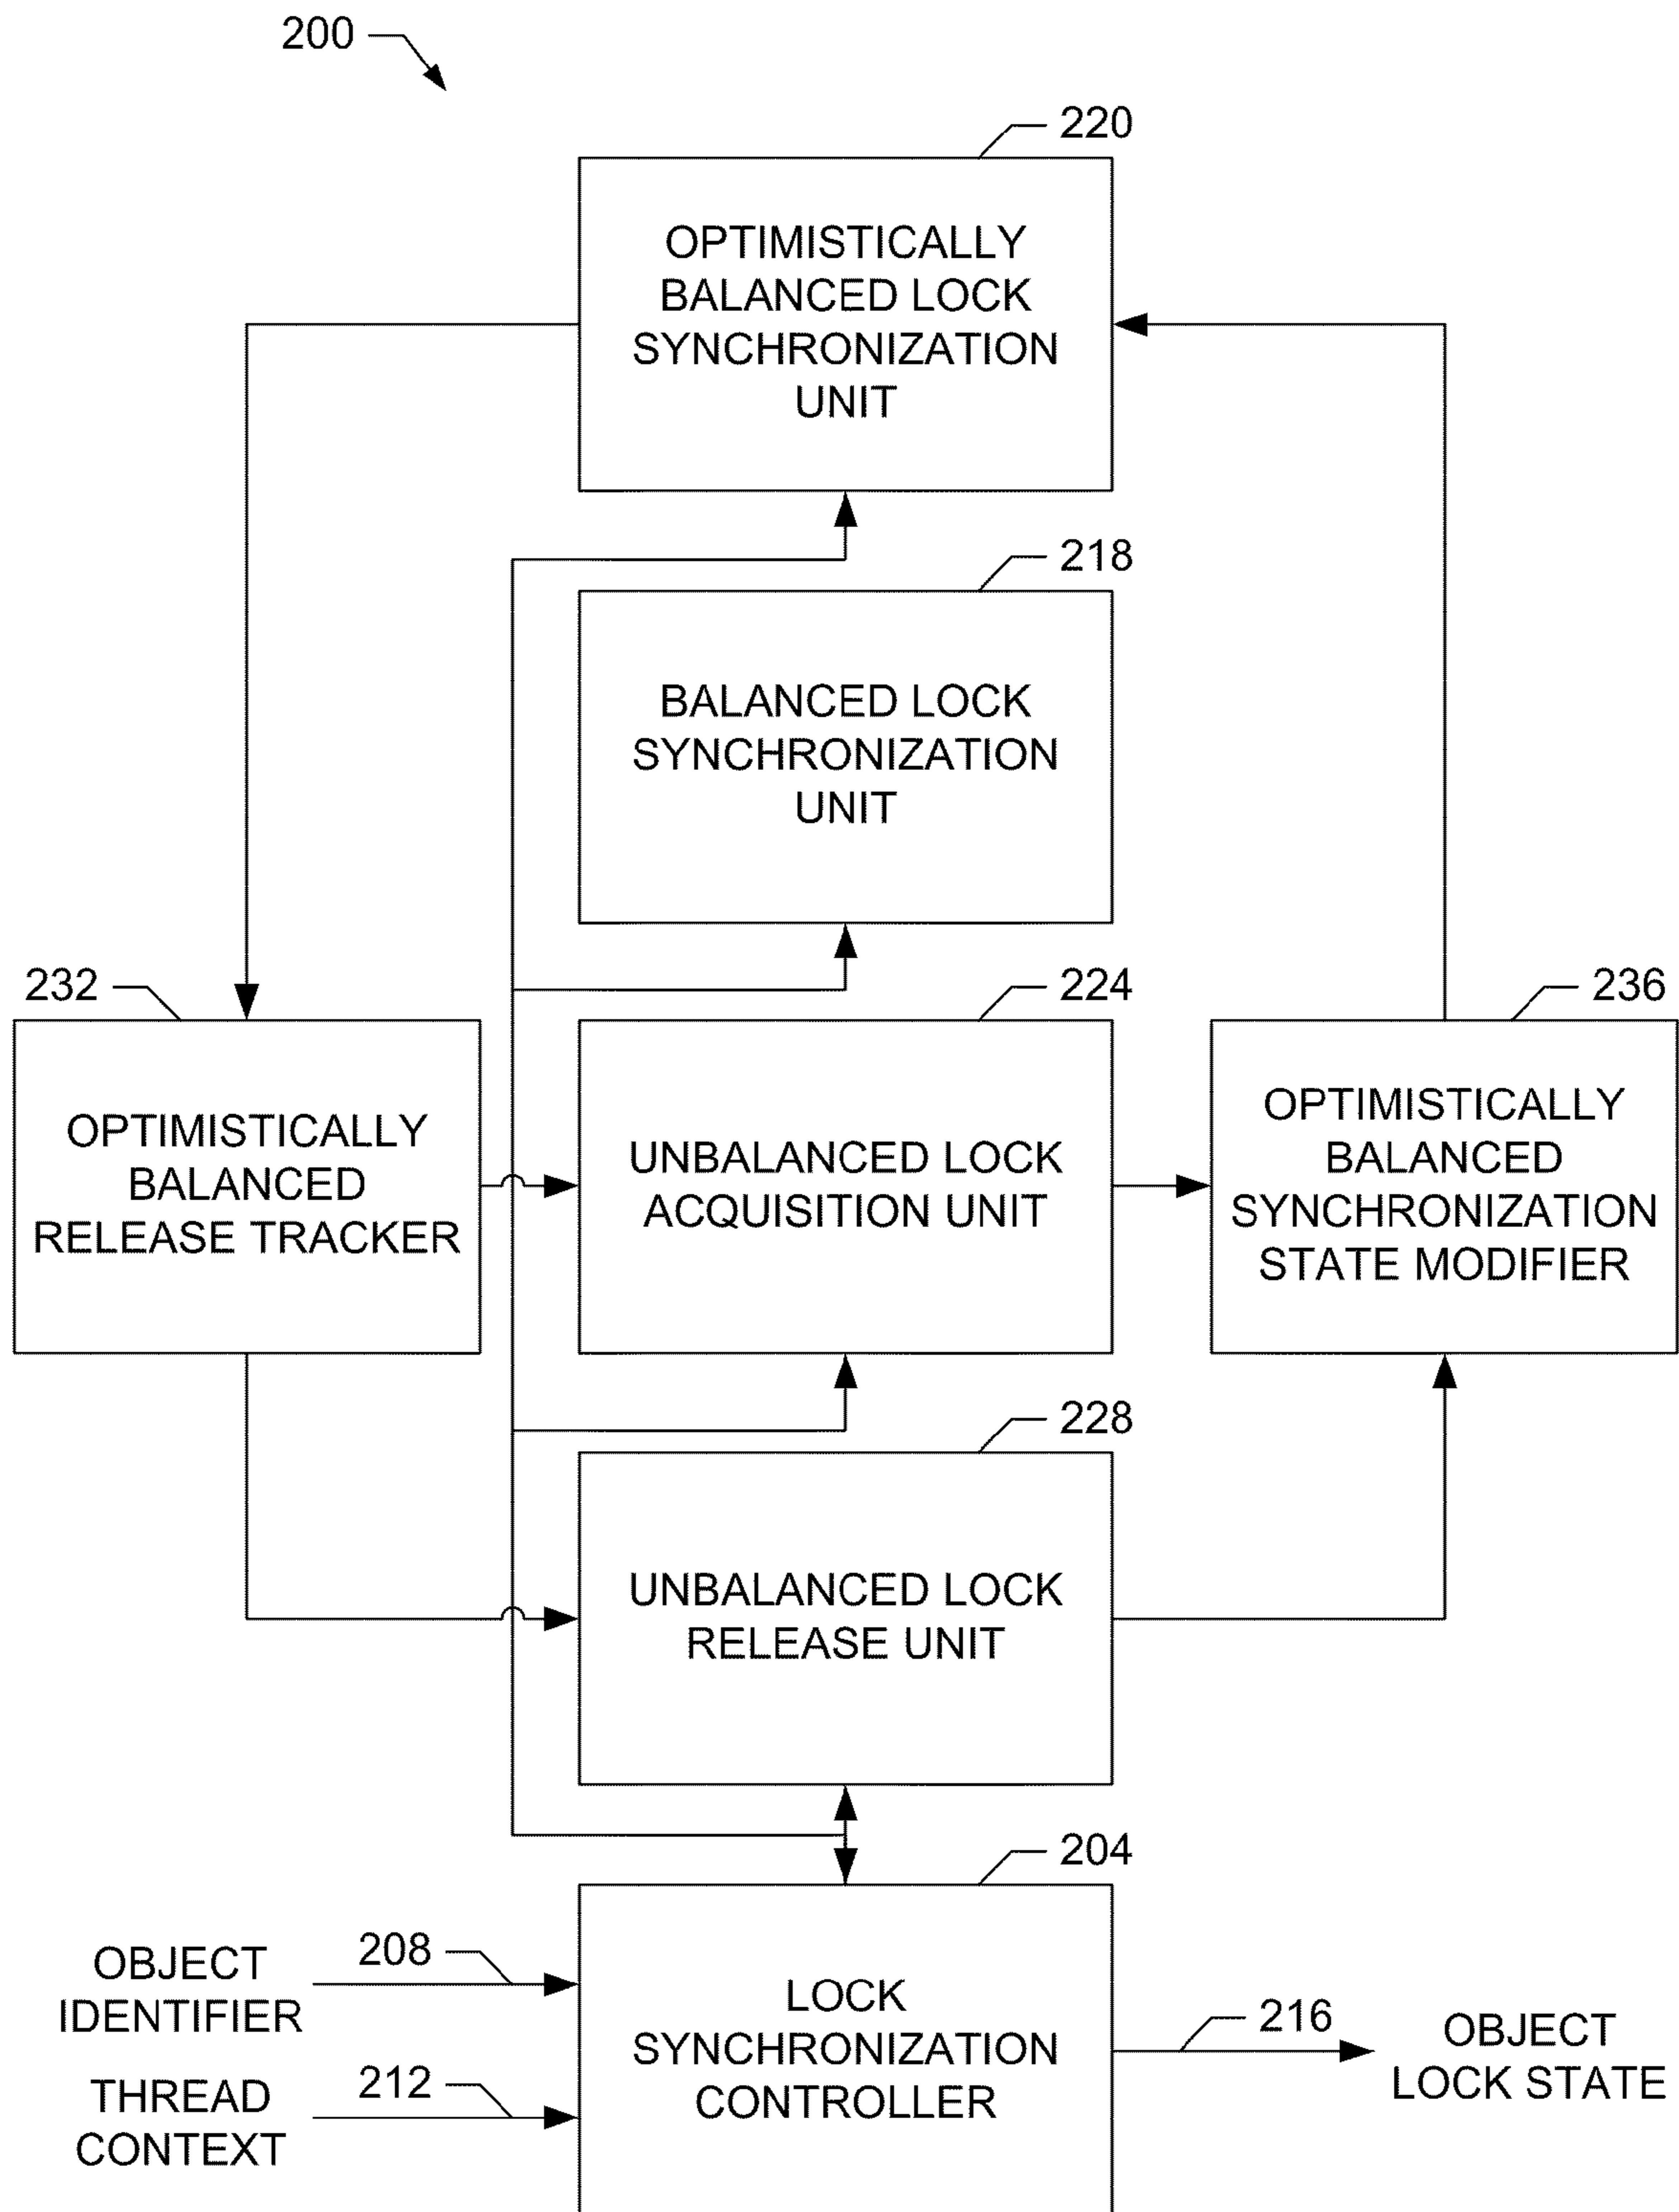 200
220
OPTIMISTICALLY
BALANCED LOCK
SYNCHRONIZATION
UNIT
218
BALANCED LOCK
SYNCHRONIZATION
UNIT
232
OPTIMISTICALLY
BALANCED
RELEASE TRACKER
224
UNBALANCED LOCK
ACQUISITION UNIT
236
OPTIMISTICALLY
BALANCED
SYNCHRONIZATION
STATE MODIFIER
228
UNBALANCED LOCK
RELEASE UNIT
204
OBJECT
IDENTIFIER
208
THREAD
CONTEXT
212
LOCK
SYNCHRONIZATION
CONTROLLER
216
OBJECT
LOCK STATE